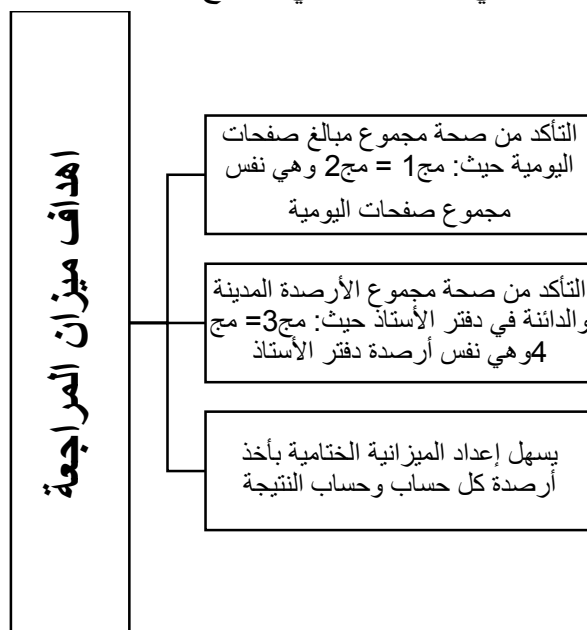 اهداف ميزان المراجعة
التأكد من صحة مجموع مبالغ صفحات
اليومية حيث: مج1 = مج2 وهي نفس
مجموع صفحات اليومية
التأكد من صحة مجموع الأرصدة المدينة
والدائنة في دفتر الأستاذ حيث: مج3= مج
4وهي نفس أرصدة دفتر الأستاذ
يسهل إعداد الميزانية الختامية بأخذ
أرصدة كل حساب وحساب النتيجة